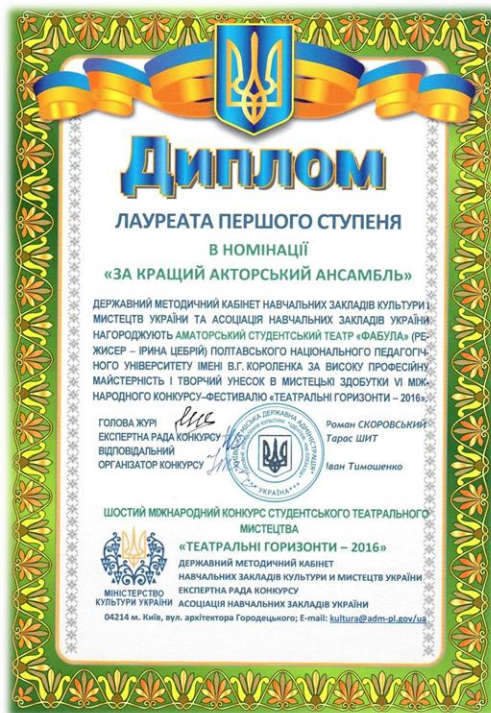 Диплом
ЛАУРЕАТА ПЕРШОГО СТУПЕНЯ
В НОМІНАЦІЇ
«ЗА КРАЩИЙ АКТОРСЬКИЙ АНСАМБЛЬ»
ДЕРЖАВНИЙ МЕТОДИЧНИЙ КАБІНЕТ НАВЧАЛЬНИХ ЗАКЛАДІВ КУЛЬТУРИ І
МИСТЕЦТВ УКРАЇНИ ТА АСОЦІАЦІЯ НАВЧАЛЬНИХ ЗАКЛАДІВ УКРАЇНИ
НАГОРОДЖУЮТЬ АМАТОРСЬКИЙ СТУДЕНТСЬКИЙ ТЕАТР «ФАБУЛА» (РЕ-
ЖИСЕР – ІРИНА ЦЕБРІЙ) ПОЛТАВСЬКОГО НАЦІОНАЛЬНОГО ПЕДАГОГІЧ-
НОГО УНІВЕРСИТЕТУ ІМЕНІ В.Г. КОРОЛЕНКА ЗА ВИСОКУ ПРОФЕСІЙНУ
МАЙСТЕРНІСТЬ І ТВОРЧИЙ УНЕСОК В МИСТЕЦЬКІ ЗДОБУТКИ VI МІЖ-
НАРОДНОГО КОНКУРСУ–ФЕСТИВАЛЮ «ТЕАТРАЛЬНІ ГОРИЗОНТИ – 2016».
ГОЛОВА ЖУРІ Роман СКОРОВСЬКИЙ
ЕКСПЕРТНА РАДА КОНКУРСУ Тарас ШИТ
ВІДПОВІДАЛЬНИЙ
ОРГАНІЗАТОР КОНКУРСУ Іван Тимошенко
МІСЬКА ДЕРЖАВНА АДМІНІСТРАЦІЯ
УКРАЇНА
ШОСТИЙ МІЖНАРОДНИЙ КОНКУРС СТУДЕНТСЬКОГО ТЕАТРАЛЬНОГО
МИСТЕЦТВА
«ТЕАТРАЛЬНІ ГОРИЗОНТИ – 2016»
МІНІСТЕРСТВО
КУЛЬТУРИ УКРАЇНИ
ДЕРЖАВНИЙ МЕТОДИЧНИЙ КАБІНЕТ
НАВЧАЛЬНИХ ЗАКЛАДІВ КУЛЬТУРИ И МИСТЕЦТВ УКРАЇНИ
ЕКСПЕРТНА РАДА КОНКУРСУ
АСОЦІАЦІЯ НАВЧАЛЬНИХ ЗАКЛАДІВ УКРАЇНИ
04214 м. Київ, вул. архітектора Городецького; E-mail: kultura@adm-pl.gov/ua